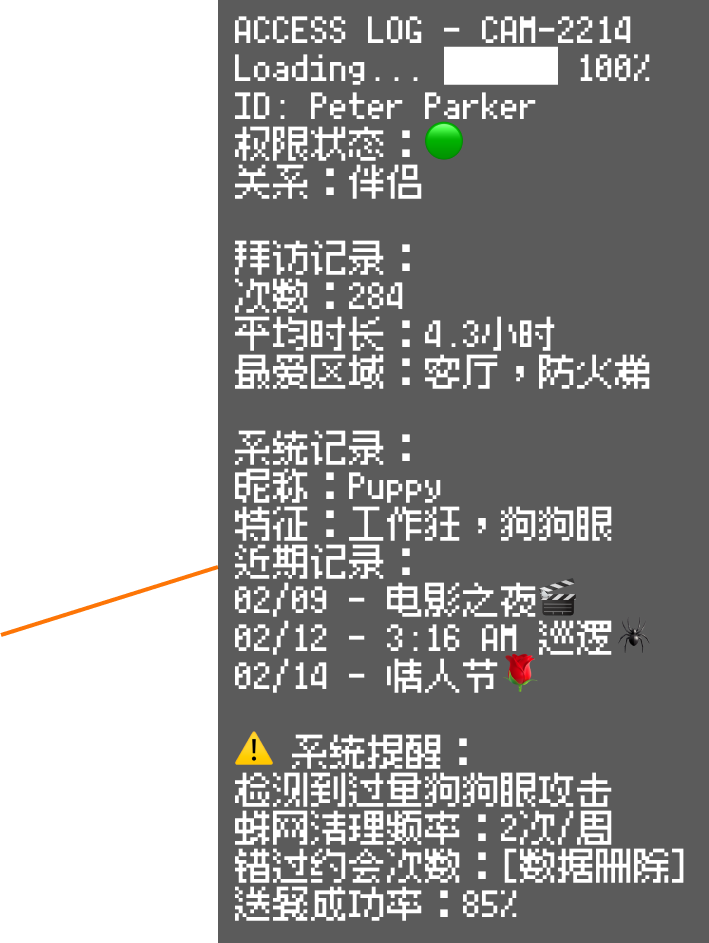 ACCESS LOG - CAM-2214
Loading... 100%
ID: Peter Parker
权限状态：🟢
关系：伴侣
拜访记录：
次数：284
平均时长：4.3小时
最爱区域：客厅，防火梯
系统记录：
昵称：Puppy
特征：工作狂，狗狗眼
近期记录：
02/09 - 电影之夜🎬
02/12 - 3:16 AM 巡逻🕷
02/14 - 情人节🌹
⚠️ 系统提醒：
检测到过量狗狗眼攻击
蛛网清理频率：2次/周
错过约会次数：[数据删除]
送餐成功率：85%